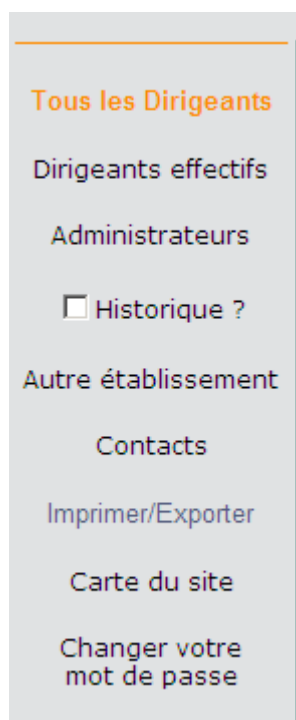 Tous les Dirigeants
Dirigeants effectifs
Administrateurs
Historique ?
Autre établissement
Contacts
Imprimer/Exporter
Carte du site
Changer votre
mot de passe